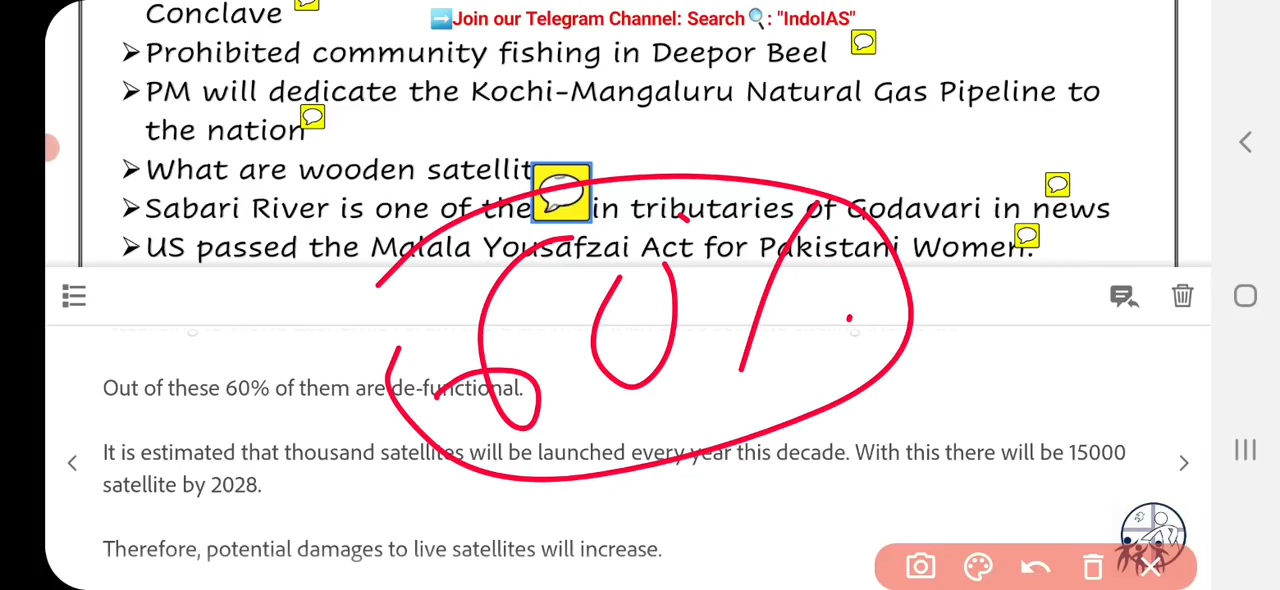 Conclave
➡Join our Telegram Channel: Search🔍: "IndoIAS"
➢Prohibited community fishing in Deepor Beel
➢PM will dedicate the Kochi-Mangaluru Natural Gas Pipeline to
the nation
➢What are wooden satellit
➢Sabari River is one of the in tributaries of Godavari in news
➢US passed the Malala Yousafzai Act for Pakistani Women.
60%
Out of these 60% of them are de-functional.
It is estimated that thousand satellites will be launched every year this decade. With this there will be 15000
satellite by 2028.
Therefore, potential damages to live satellites will increase.